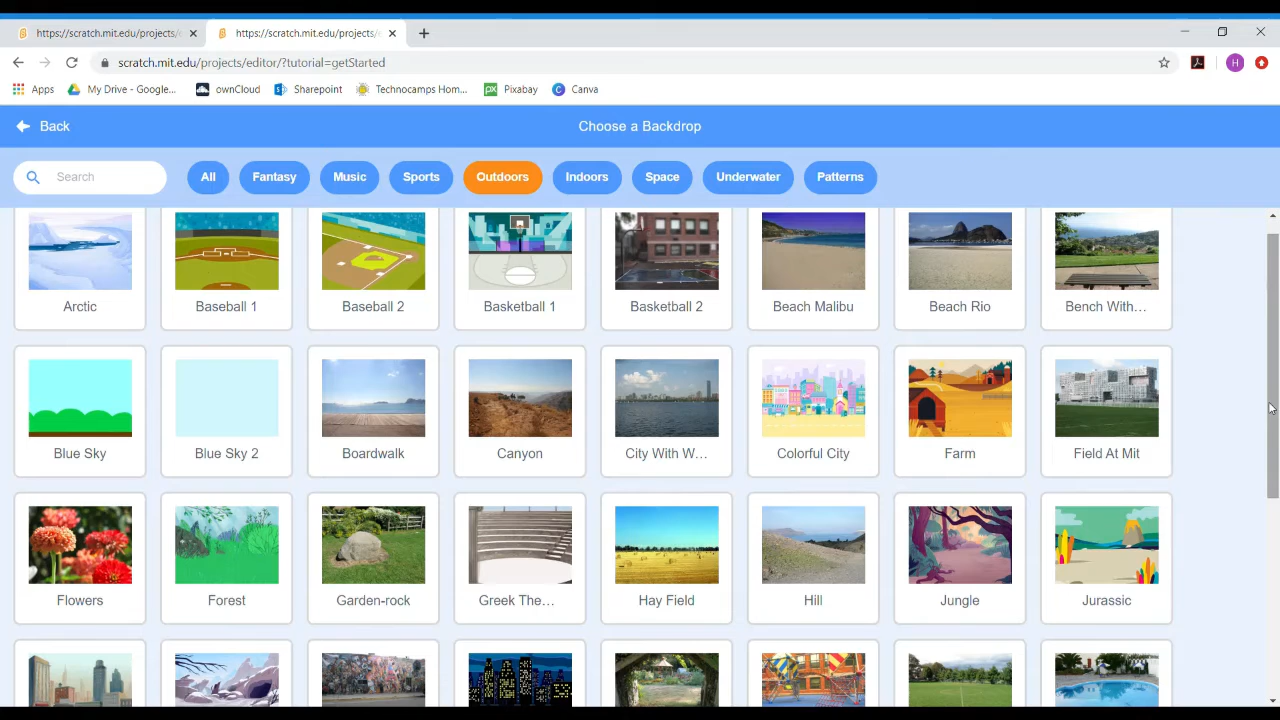 https://scratch.mit.edu/projects/e
https://scratch.mit.edu/projects/e
scratch.mit.edu/projects/editor/?tutorial=getStarted
H
Apps My Drive - Google... ownCloud Sharepoint Technocamps Hom... px Pixabay C Canva
Back Choose a Backdrop
Search All Fantasy Music Sports Outdoors Indoors Space Underwater Patterns
Arctic Baseball 1 Baseball 2 Basketball 1 Basketball 2 Beach Malibu Beach Rio Bench With...
Blue Sky Blue Sky 2 Boardwalk Canyon City With W... Colorful City Farm Field At Mit
Flowers Forest Garden-rock Greek The... Hay Field Hill Jungle Jurassic